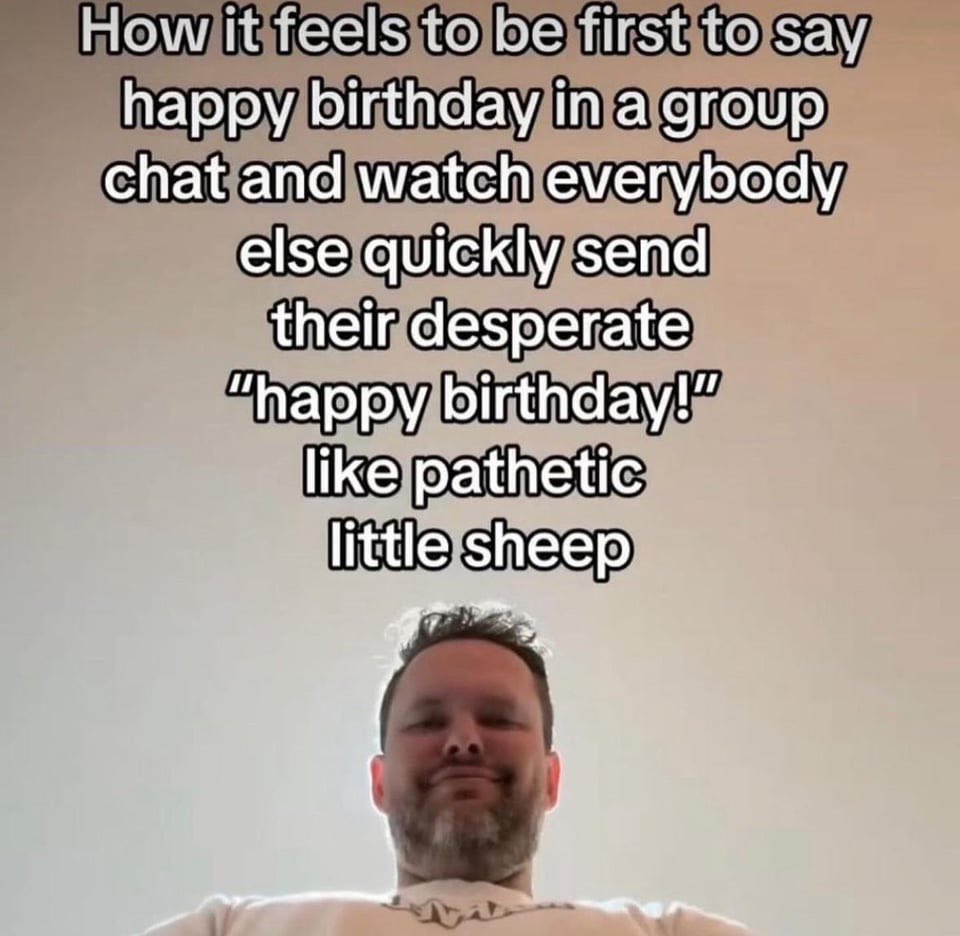 How it feels to be first to say
happy birthday in a group
chat and watch everybody
else quickly send
their desperate
"happy birthday!"
like pathetic
little sheep